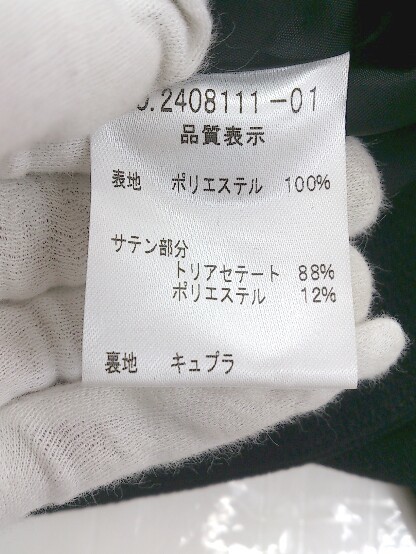 .2408111-01
品質表示
表地 ポリエステル 100%
サテン部分
トリアセテート 88%
ポリエステル 12%
裏地 キュプラ